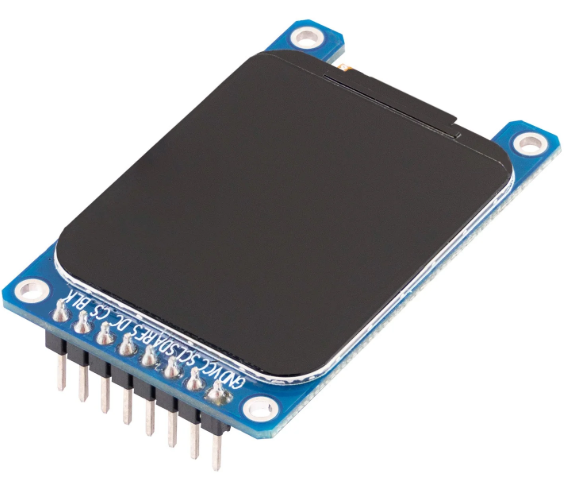 GND VCC SCL SDA RES DC CS BLK